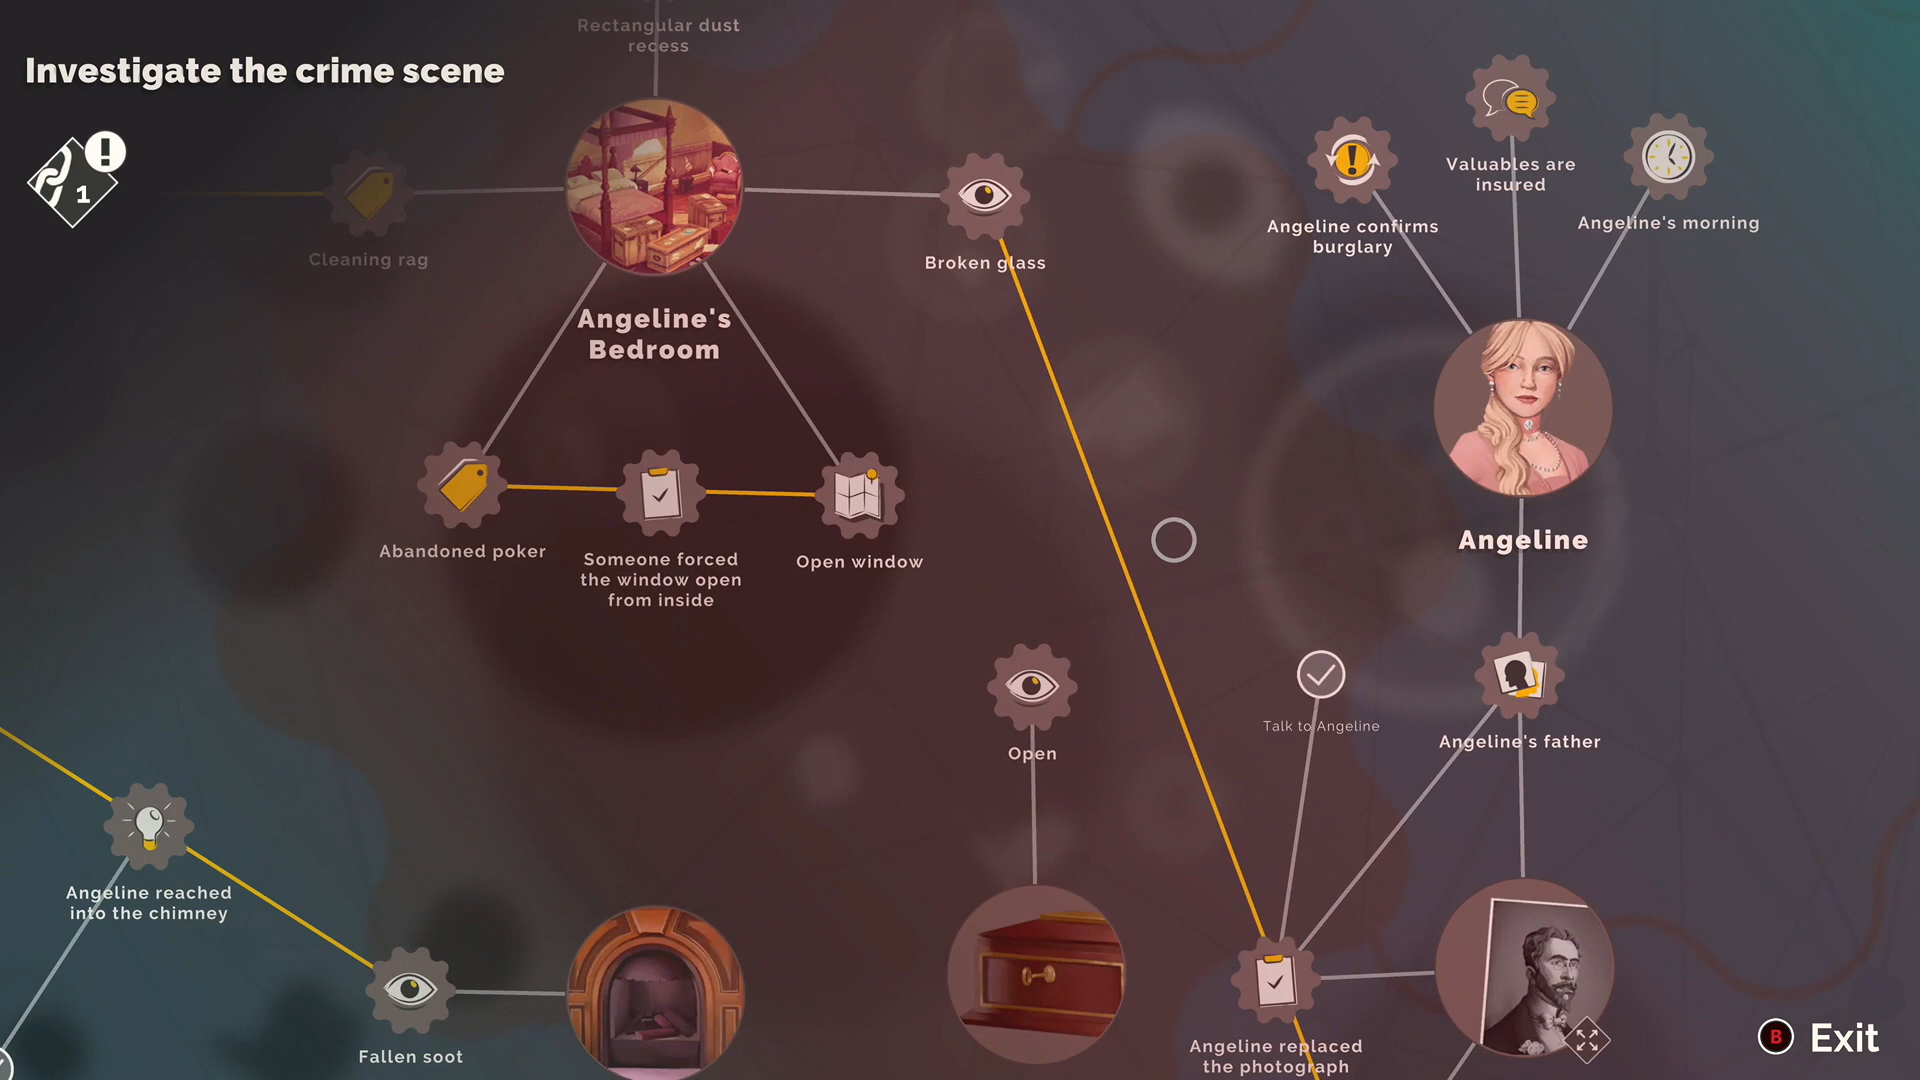 Rectangular dust
recess
Investigate the crime scene
1
Valuables are
insured
Angeline confirms
burglary
Angeline's morning
Cleaning rag
Broken glass
Angeline's
Bedroom
Abandoned poker
Someone forced
the window open
from inside
Open window
Angeline
Talk to Angeline
Angeline's father
Open
Angeline reached
into the chimney
Fallen soot
Angeline replaced
the photograph
B Exit